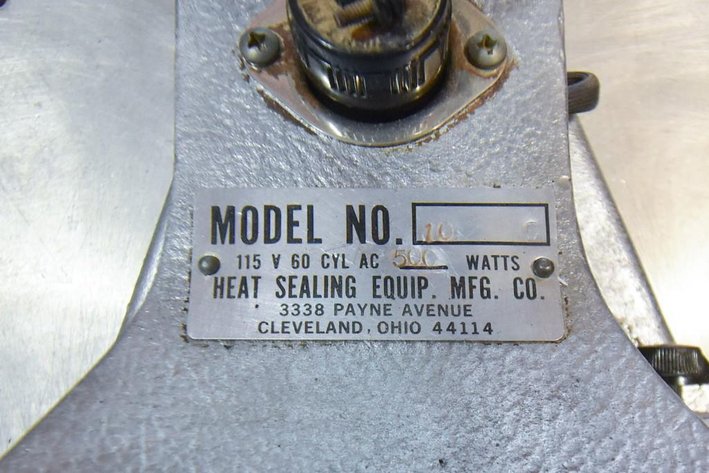 MODEL NO. 10 C
115 V 60 CYL AC 500 WATTS
HEAT SEALING EQUIP. MFG. CO.
3338 PAYNE AVENUE
CLEVELAND, OHIO 44114